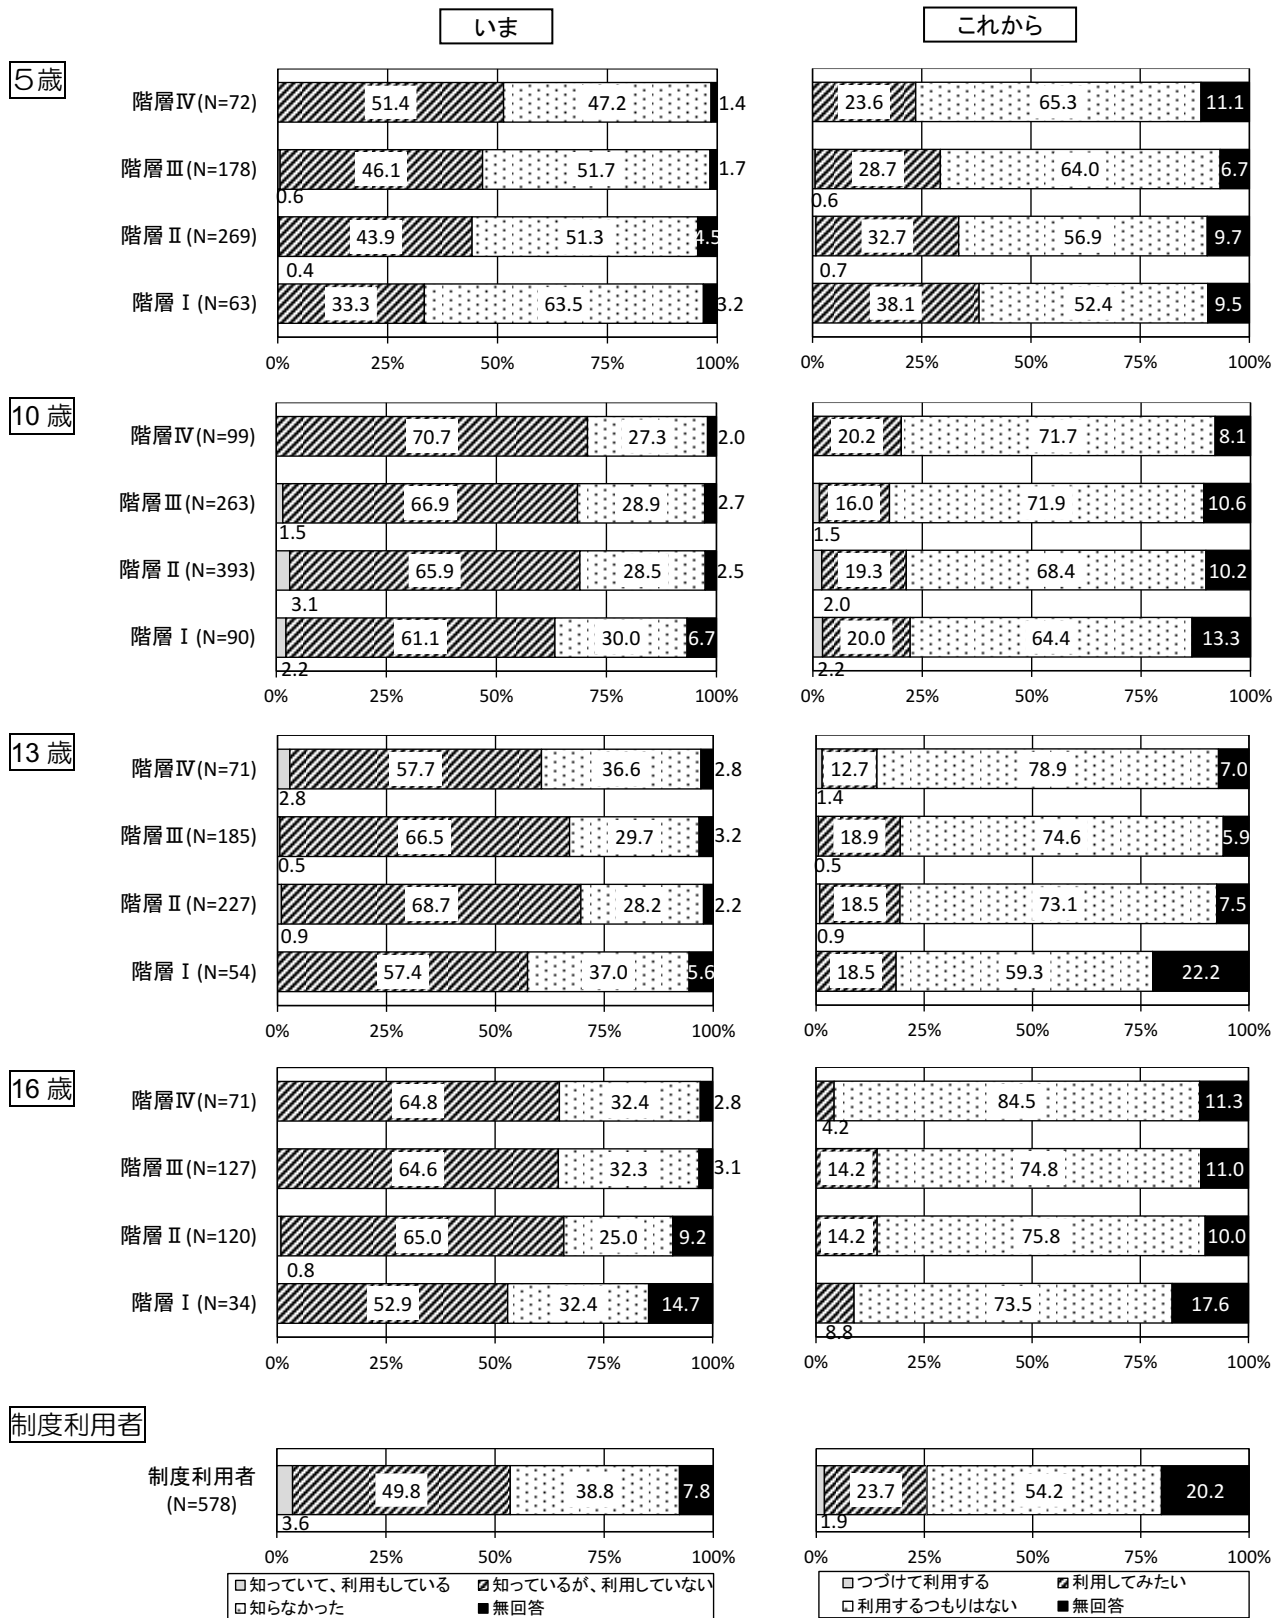 いま
これから
5歳
階層Ⅳ(N=72)
51.4 47.2 1.4
23.6 65.3 11.1
階層Ⅲ(N=178)
46.1 51.7 1.7
28.7 64.0 6.7
0.6
0.6
階層Ⅱ(N=269)
43.9 51.3 4.5
32.7 56.9 9.7
0.4
0.7
階層Ⅰ(N=63)
33.3 63.5 3.2
38.1 52.4 9.5
0% 25% 50% 75% 100%
0% 25% 50% 75% 100%
10歳
階層Ⅳ(N=99)
70.7 27.3 2.0
20.2 71.7 8.1
階層Ⅲ(N=263)
66.9 28.9 2.7
16.0 71.9 10.6
1.5
1.5
階層Ⅱ(N=393)
65.9 28.5 2.5
19.3 68.4 10.2
3.1
2.0
階層Ⅰ(N=90)
61.1 30.0 6.7
20.0 64.4 13.3
2.2
2.2
0% 25% 50% 75% 100%
0% 25% 50% 75% 100%
13歳
階層Ⅳ(N=71)
57.7 36.6 2.8
12.7 78.9 7.0
2.8
1.4
階層Ⅲ(N=185)
66.5 29.7 3.2
18.9 74.6 5.9
0.5
0.5
階層Ⅱ(N=227)
68.7 28.2 2.2
18.5 73.1 7.5
0.9
0.9
階層Ⅰ(N=54)
57.4 37.0 5.6
18.5 59.3 22.2
0% 25% 50% 75% 100%
0% 25% 50% 75% 100%
16歳
階層Ⅳ(N=71)
64.8 32.4 2.8
84.5 11.3
4.2
階層Ⅲ(N=127)
64.6 32.3 3.1
14.2 74.8 11.0
階層Ⅱ(N=120)
65.0 25.0 9.2
14.2 75.8 10.0
0.8
階層Ⅰ(N=34)
52.9 32.4 14.7
73.5 17.6
8.8
0% 25% 50% 75% 100%
0% 25% 50% 75% 100%
制度利用者
制度利用者
(N=578)
49.8 38.8 7.8
23.7 54.2 20.2
3.6
1.9
0% 25% 50% 75% 100%
0% 25% 50% 75% 100%
知っていて、利用もしている 知っているが、利用していない
知らなかった 無回答
つづけて利用する 利用してみたい
利用するつもりはない 無回答